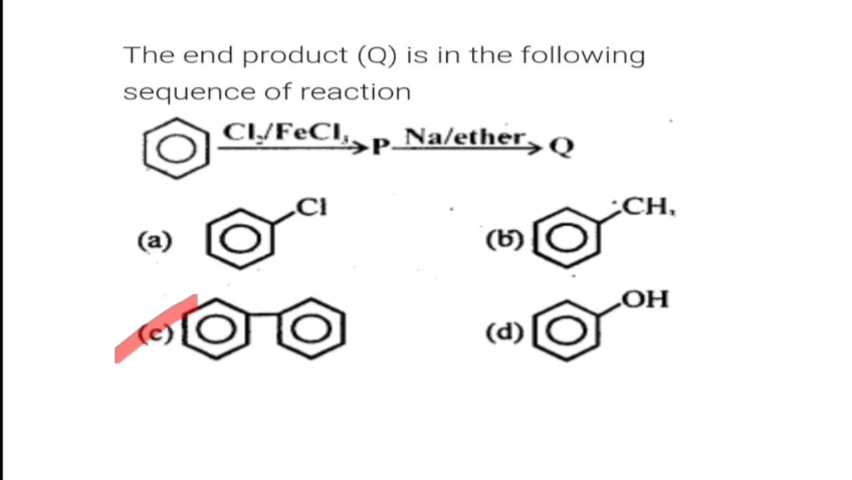 The end product (Q) is in the following
sequence of reaction
Cl₂/FeCl₃ P Na/ether Q
(a) Cl
(b) CH₃
(c)
(d) OH